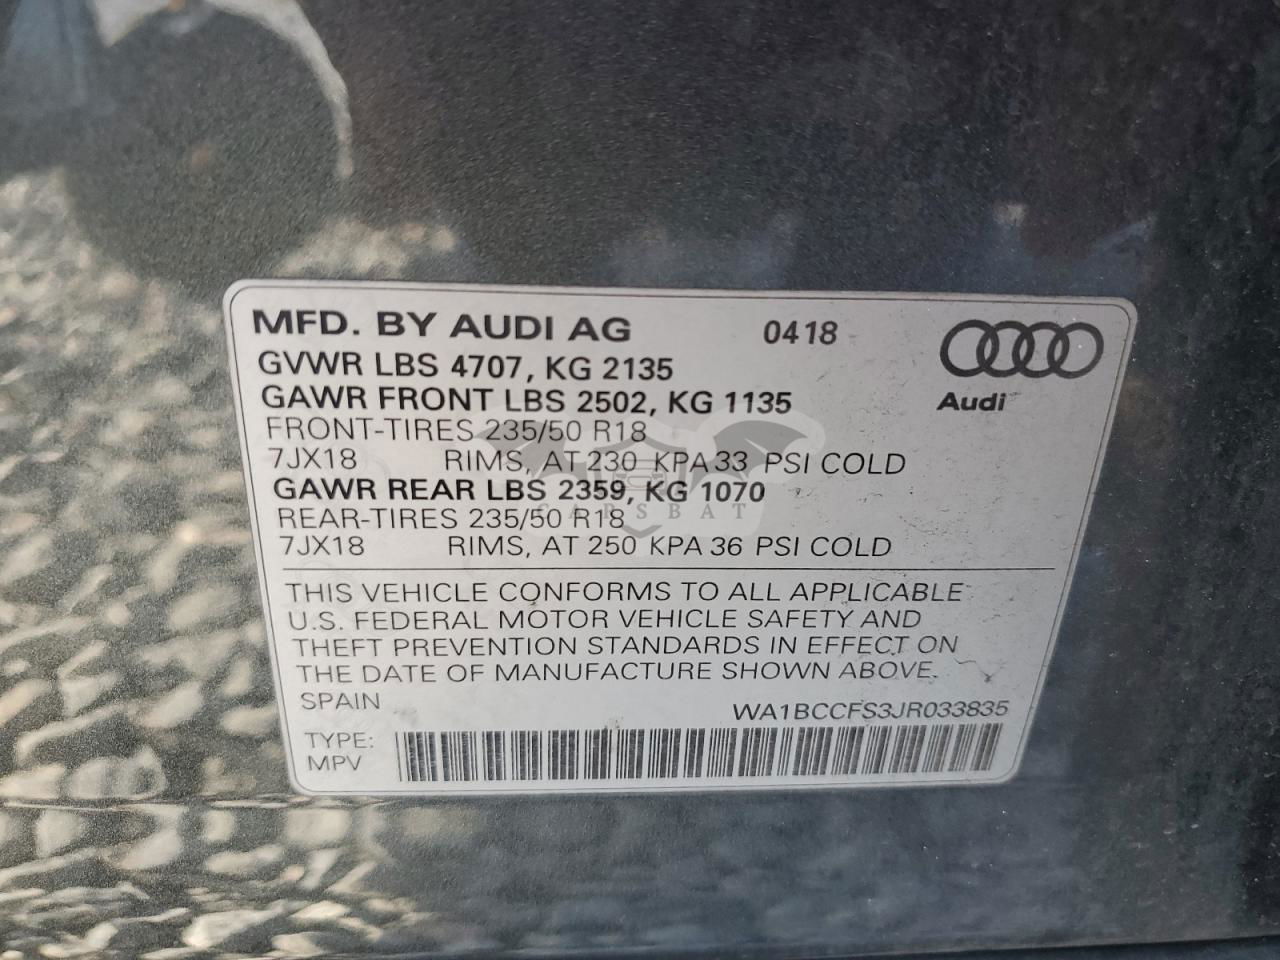 MFD. BY AUDI AG 0418
GVWR LBS 4707, KG 2135
GAWR FRONT LBS 2502, KG 1135
Audi
FRONT-TIRES 235/50 R18
7JX18 RIMS, AT 230 KPA 33 PSI COLD
GAWR REAR LBS 2359, KG 1070
CARSBAT
REAR-TIRES 235/50 R18
7JX18 RIMS, AT 250 KPA 36 PSI COLD
THIS VEHICLE CONFORMS TO ALL APPLICABLE
U.S. FEDERAL MOTOR VEHICLE SAFETY AND
THEFT PREVENTION STANDARDS IN EFFECT ON
THE DATE OF MANUFACTURE SHOWN ABOVE.
SPAIN WA1BCCFS3JR033835
TYPE:
MPV